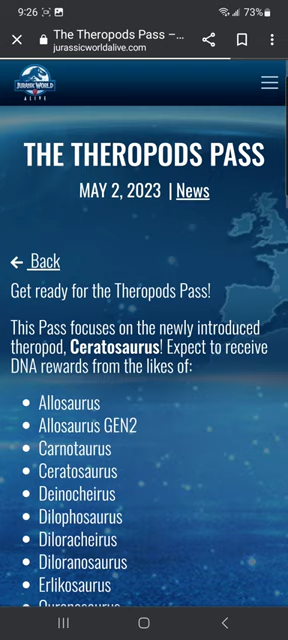 9:26
73%
The Theropods Pass –...
jurassicworldalive.com
JURASSIC WORLD
ALIVE
THE THEROPODS PASS
MAY 2, 2023 | News
← Back
Get ready for the Theropods Pass!
This Pass focuses on the newly introduced
theropod, Ceratosaurus! Expect to receive
DNA rewards from the likes of:
• Allosaurus
• Allosaurus GEN2
• Carnotaurus
• Ceratosaurus
• Deinocheirus
• Dilophosaurus
• Diloracheirus
• Diloranosaurus
• Erlikosaurus